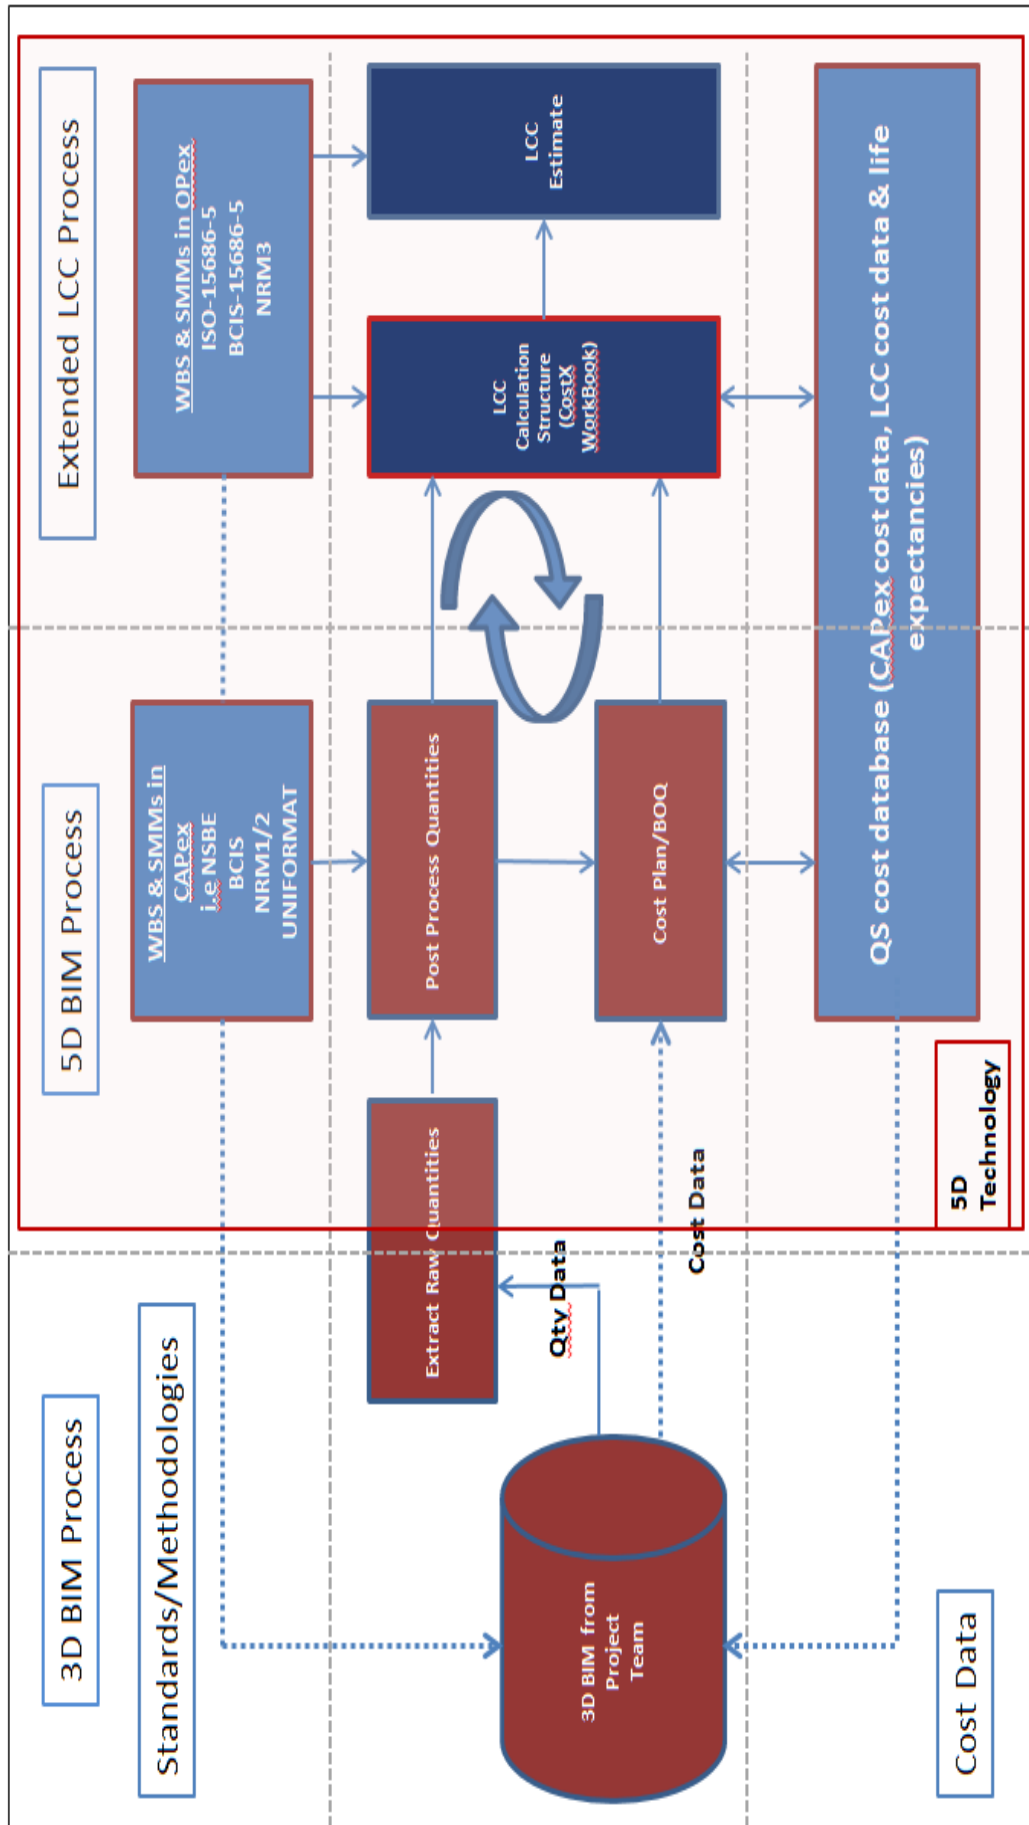 3D BIM Process
5D BIM Process
Extended LCC Process
Standards/Methodologies
WBS & SMMs in
CAPex
i.e NSBE
BCIS
NRM1/2
UNIFORMAT
WBS & SMMs in OPex
ISO-15686-5
BCIS-15686-5
NRM3
Extract Raw Quantities
Post Process Quantities
LCC
Calculation
Structure
(CostX
WorkBook)
LCC
Estimate
Qty Data
3D BIM from
Project
Team
Cost Data
Cost Plan/BOQ
QS cost database (CAPex cost data, LCC cost data & life
expectancies)
Cost Data
5D
Technology